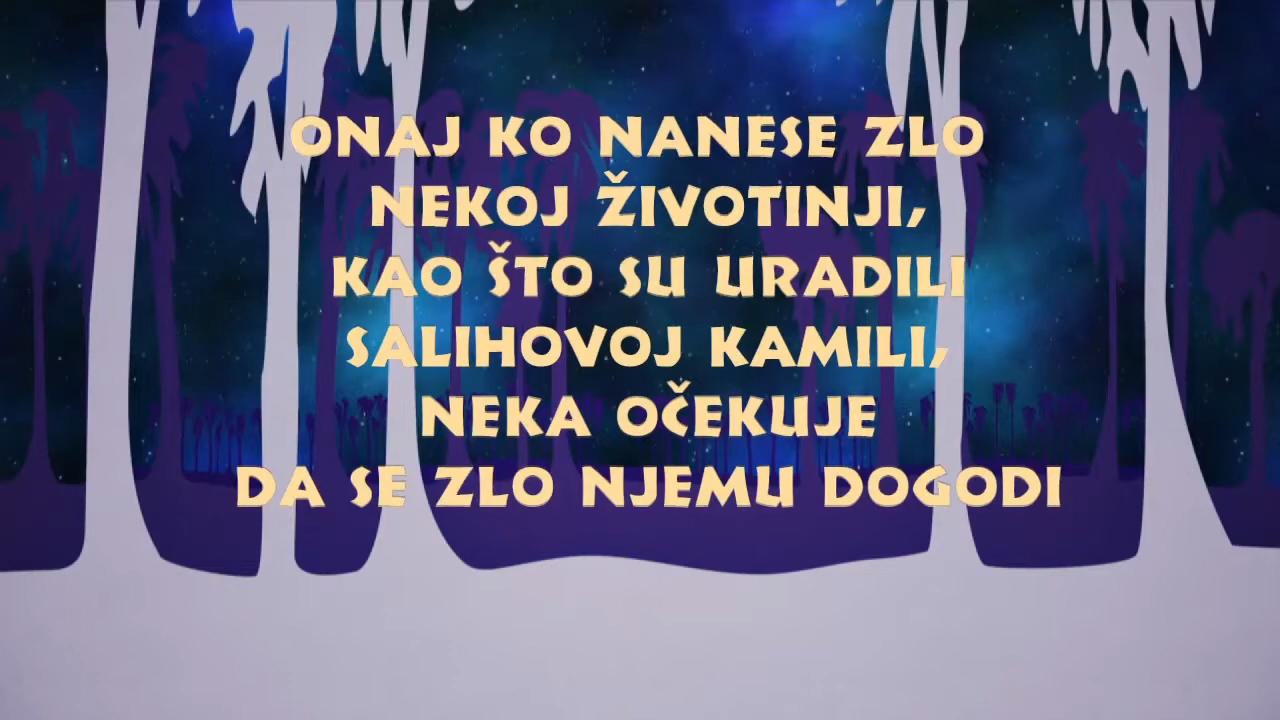 ONAJ KO NANESE ZLO
NEKOJ ŽIVOTINJI,
KAO ŠTO SU URADILI
SALIHOVOJ KAMILI,
NEKA OČEKUJE
DA SE ZLO NJEMU DOGODI